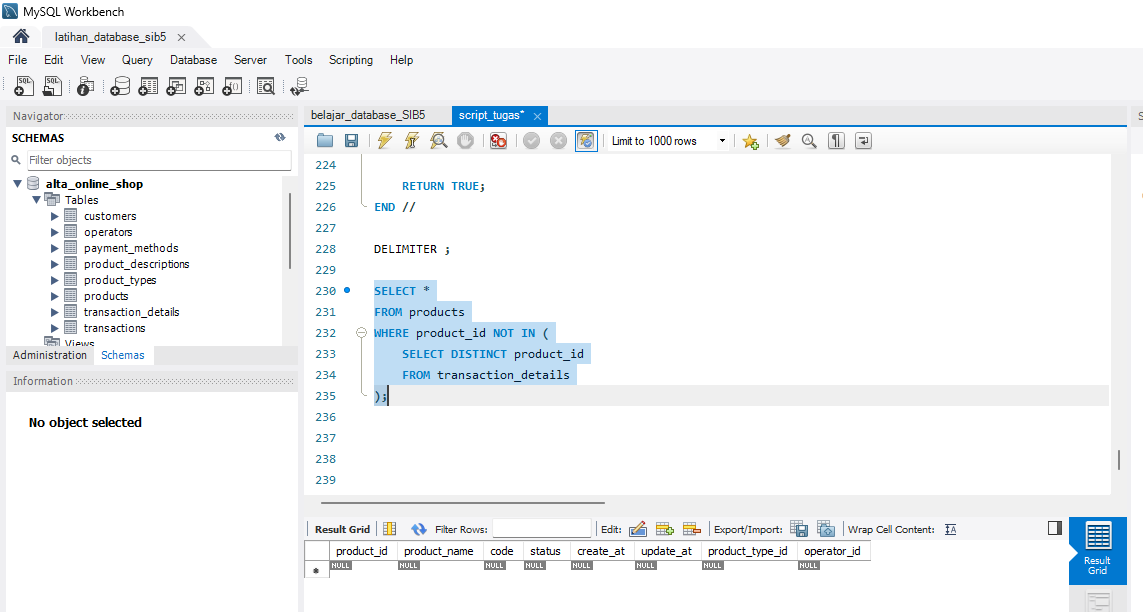 MySQL Workbench
latihan_database_sib5
File Edit View Query Database Server Tools Scripting Help
Navigator
SCHEMAS
Filter objects
alta_online_shop
Tables
customers
operators
payment_methods
product_descriptions
product_types
products
transaction_details
transactions
Views
Administration Schemas
Information
No object selected
belajar_database_SIB5 script_tugas*
Limit to 1000 rows
224
225 RETURN TRUE;
226 END //
227
228 DELIMITER ;
229
230 SELECT *
231 FROM products
232 WHERE product_id NOT IN (
233 SELECT DISTINCT product_id
234 FROM transaction_details
235 );
236
237
238
239
Result Grid Filter Rows: Edit: Export/Import: Wrap Cell Content:
product_id product_name code status create_at update_at product_type_id operator_id
NULL NULL NULL NULL NULL NULL NULL NULL
Result
Grid